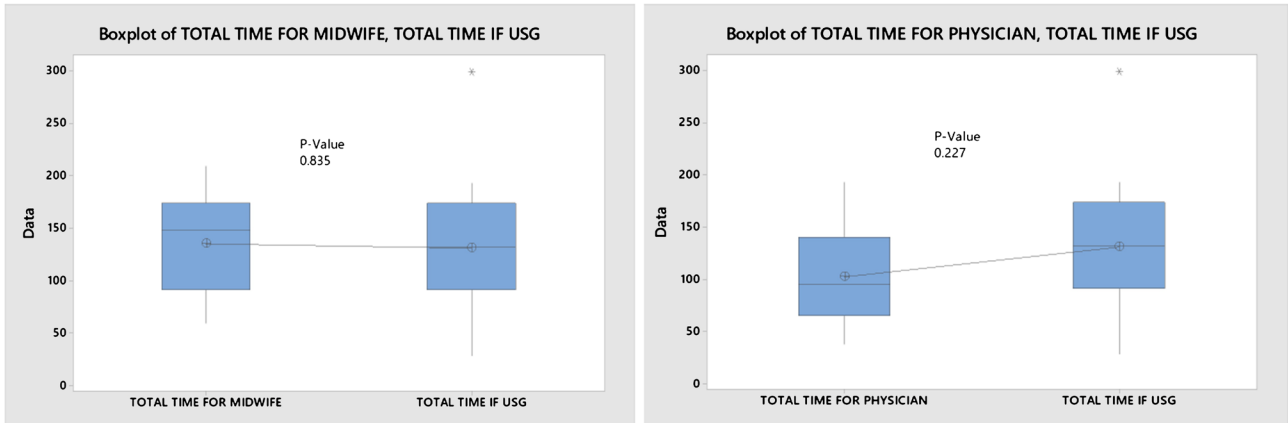 Boxplot of TOTAL TIME FOR MIDWIFE, TOTAL TIME IF USG
300
250
200
150
100
50
0
Data
P-Value
0.835
*
TOTAL TIME FOR MIDWIFE
TOTAL TIME IF USG
Boxplot of TOTAL TIME FOR PHYSICIAN, TOTAL TIME IF USG
300
250
200
150
100
50
0
Data
P-Value
0.227
*
TOTAL TIME FOR PHYSICIAN
TOTAL TIME IF USG